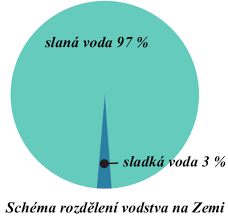 slaná voda 97 %
sladká voda 3 %
Schéma rozdělení vodstva na Zemi